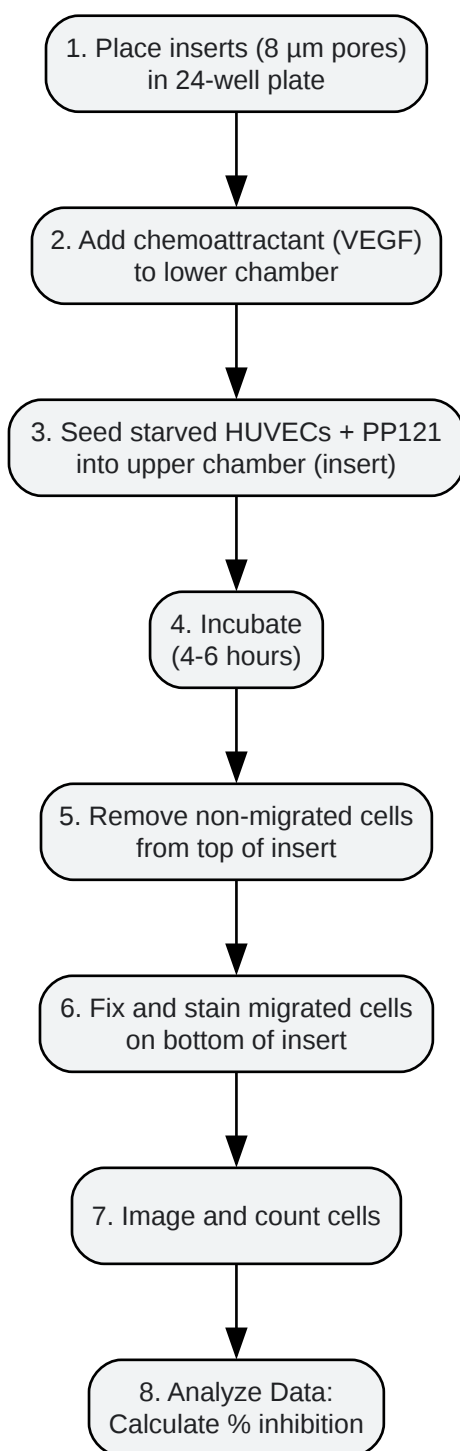 1. Place inserts (8 µm pores)
in 24-well plate
2. Add chemoattractant (VEGF)
to lower chamber
3. Seed starved HUVECs + PP121
into upper chamber (insert)
4. Incubate
(4-6 hours)
5. Remove non-migrated cells
from top of insert
6. Fix and stain migrated cells
on bottom of insert
7. Image and count cells
8. Analyze Data:
Calculate % inhibition